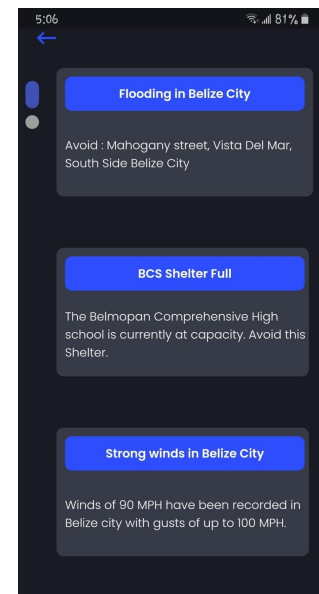 5:06 81%
Flooding in Belize City
Avoid : Mahogany street, Vista Del Mar,
South Side Belize City
BCS Shelter Full
The Belmopan Comprehensive High
school is currently at capacity. Avoid this
Shelter.
Strong winds in Belize City
Winds of 90 MPH have been recorded in
Belize city with gusts of up to 100 MPH.